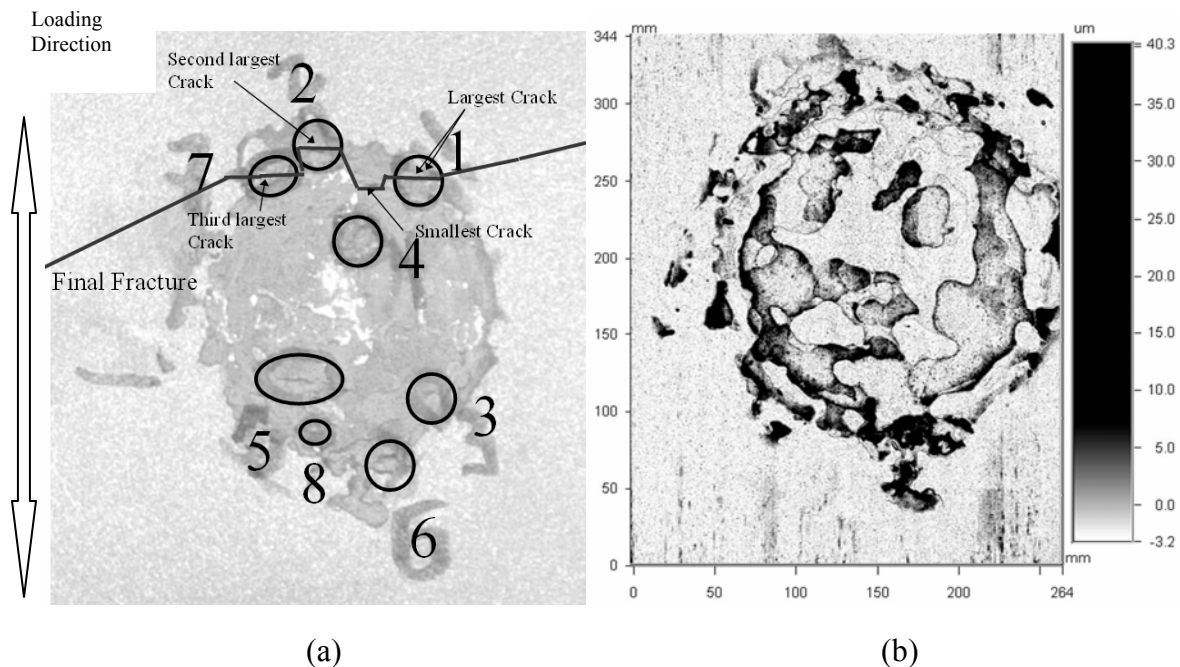 Loading
Direction
Second largest
Crack
2
Largest Crack
1
7
Third largest
Crack
Smallest Crack
4
Final Fracture
3
5
8
6
(a)
mm
344
300
250
200
150
100
50
0
0
50
100
150
200
264
mm
um
40.3
35.0
30.0
25.0
20.0
15.0
10.0
5.0
0.0
-3.2
(b)